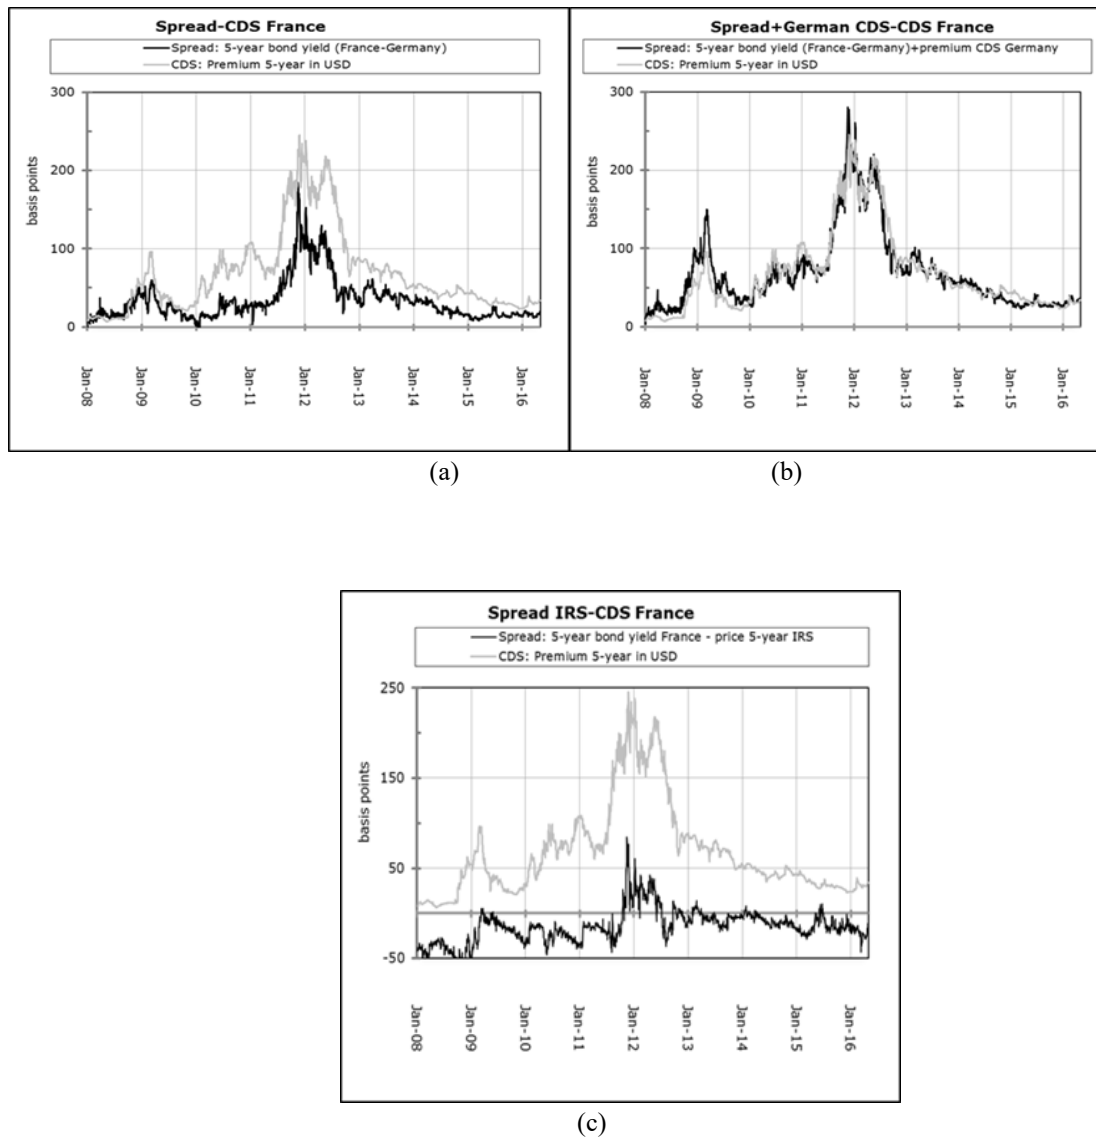 Spread-CDS France
Spread: 5-year bond yield (France-Germany)
CDS: Premium 5-year in USD
300
200
100
0
basis points
Jan-08
Jan-09
Jan-10
Jan-11
Jan-12
Jan-13
Jan-14
Jan-15
Jan-16
(a)
Spread+German CDS-CDS France
Spread: 5-year bond yield (France-Germany)+premium CDS Germany
CDS: Premium 5-year in USD
300
200
100
0
basis points
Jan-08
Jan-09
Jan-10
Jan-11
Jan-12
Jan-13
Jan-14
Jan-15
Jan-16
(b)
Spread IRS-CDS France
Spread: 5-year bond yield France - price 5-year IRS
CDS: Premium 5-year in USD
250
150
50
-50
basis points
Jan-08
Jan-09
Jan-10
Jan-11
Jan-12
Jan-13
Jan-14
Jan-15
Jan-16
(c)